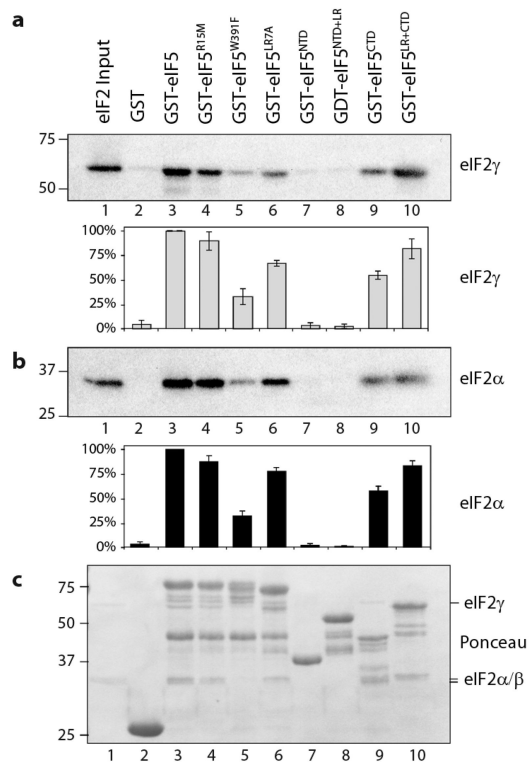 a
eIF2 Input
GST
GST-eIF5
GST-eIF5R15M
GST-eIF5W391F
GST-eIF5LR7A
GST-eIF5NTD
GDT-eIF5NTD+LR
GST-eIF5CTD
GST-eIF5LR+CTD
75
50
eIF2γ
1 2 3 4 5 6 7 8 9 10
100%
75%
50%
25%
0%
eIF2γ
b
37
25
eIF2α
1 2 3 4 5 6 7 8 9 10
100%
75%
50%
25%
0%
eIF2α
c
75
50
37
25
eIF2γ
Ponceau
eIF2α/β
1 2 3 4 5 6 7 8 9 10